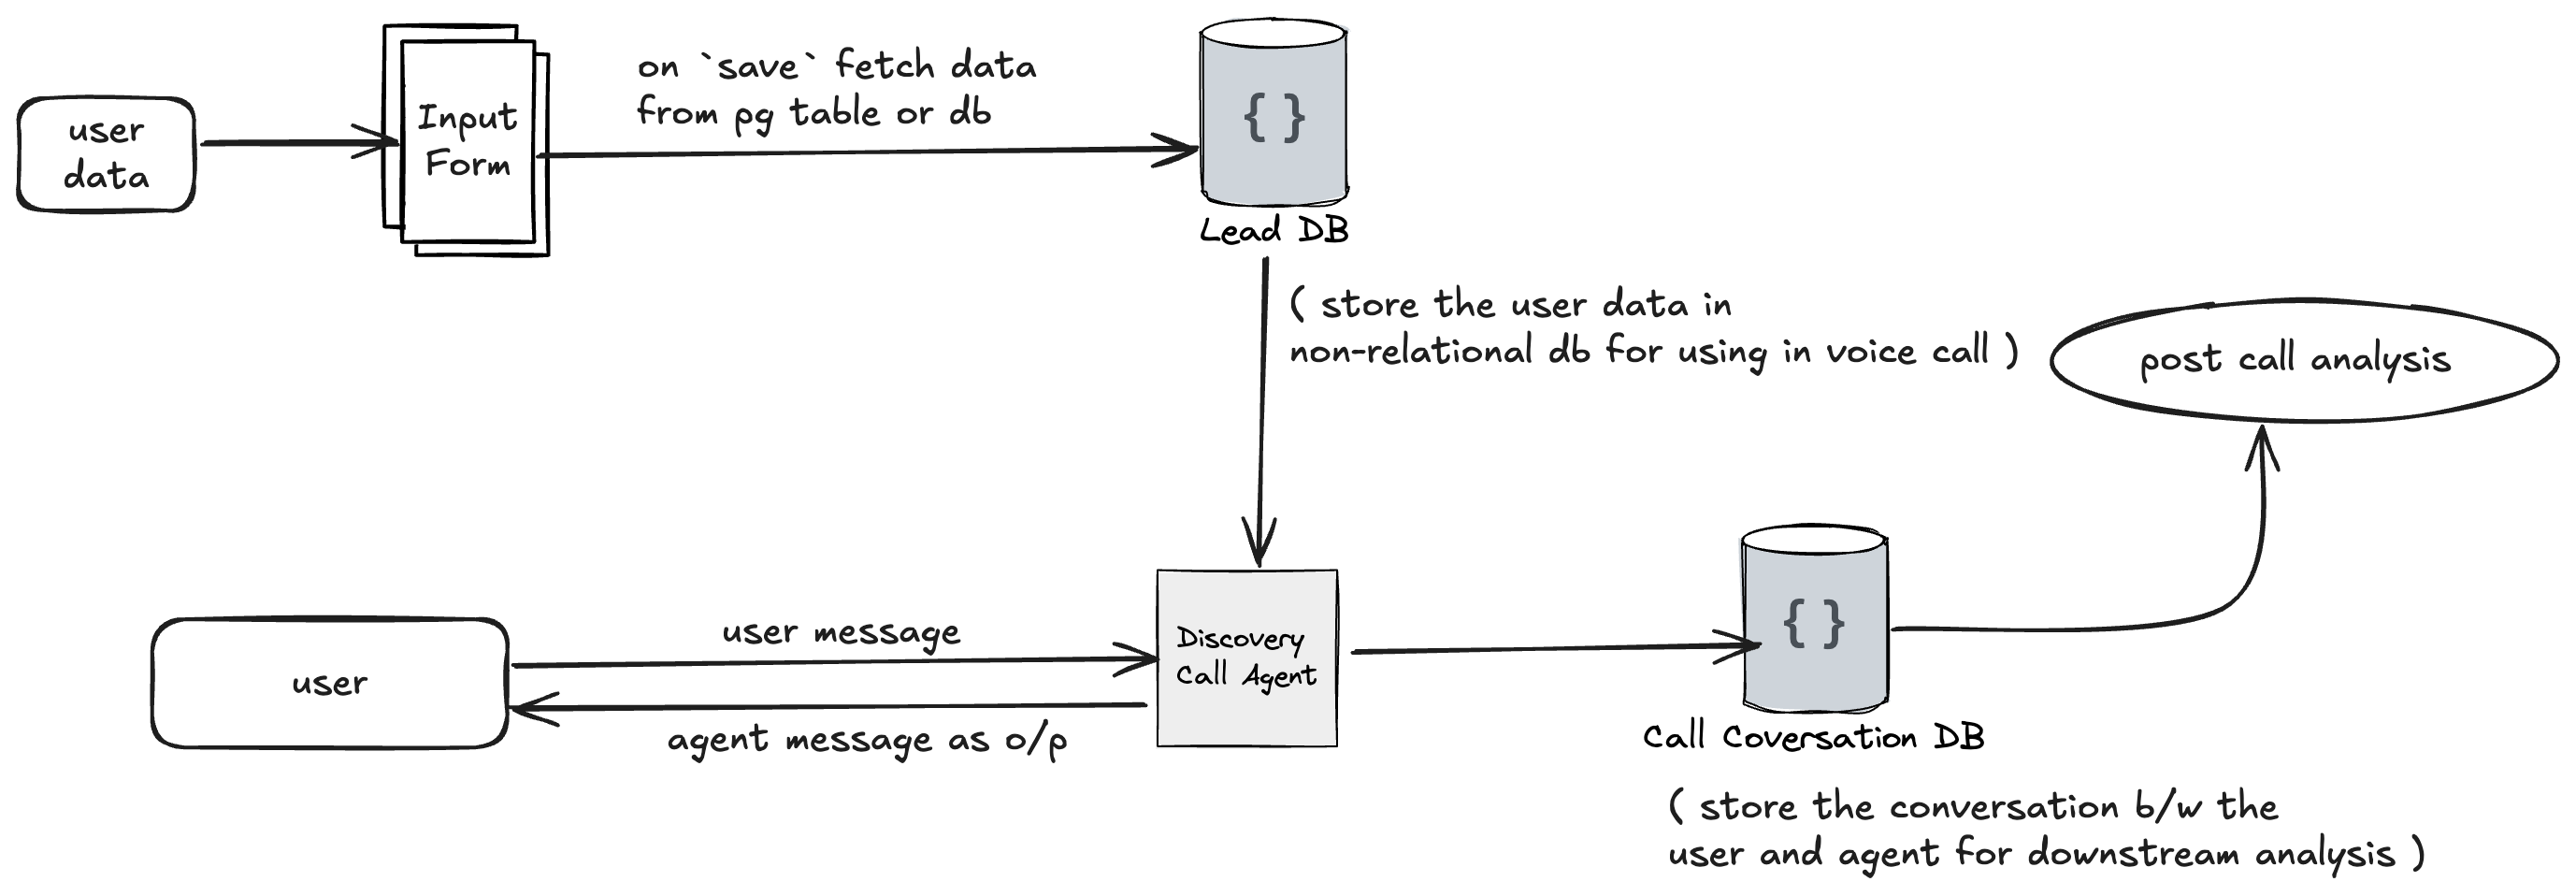 user
data
Input
Form
on `save` fetch data
from pg table or db
{ }
Lead DB
( store the user data in
non-relational db for using in voice call )
post call analysis
user
user message
agent message as o/p
Discovery
Call Agent
{ }
Call Coversation DB
( store the conversation b/w the
user and agent for downstream analysis )